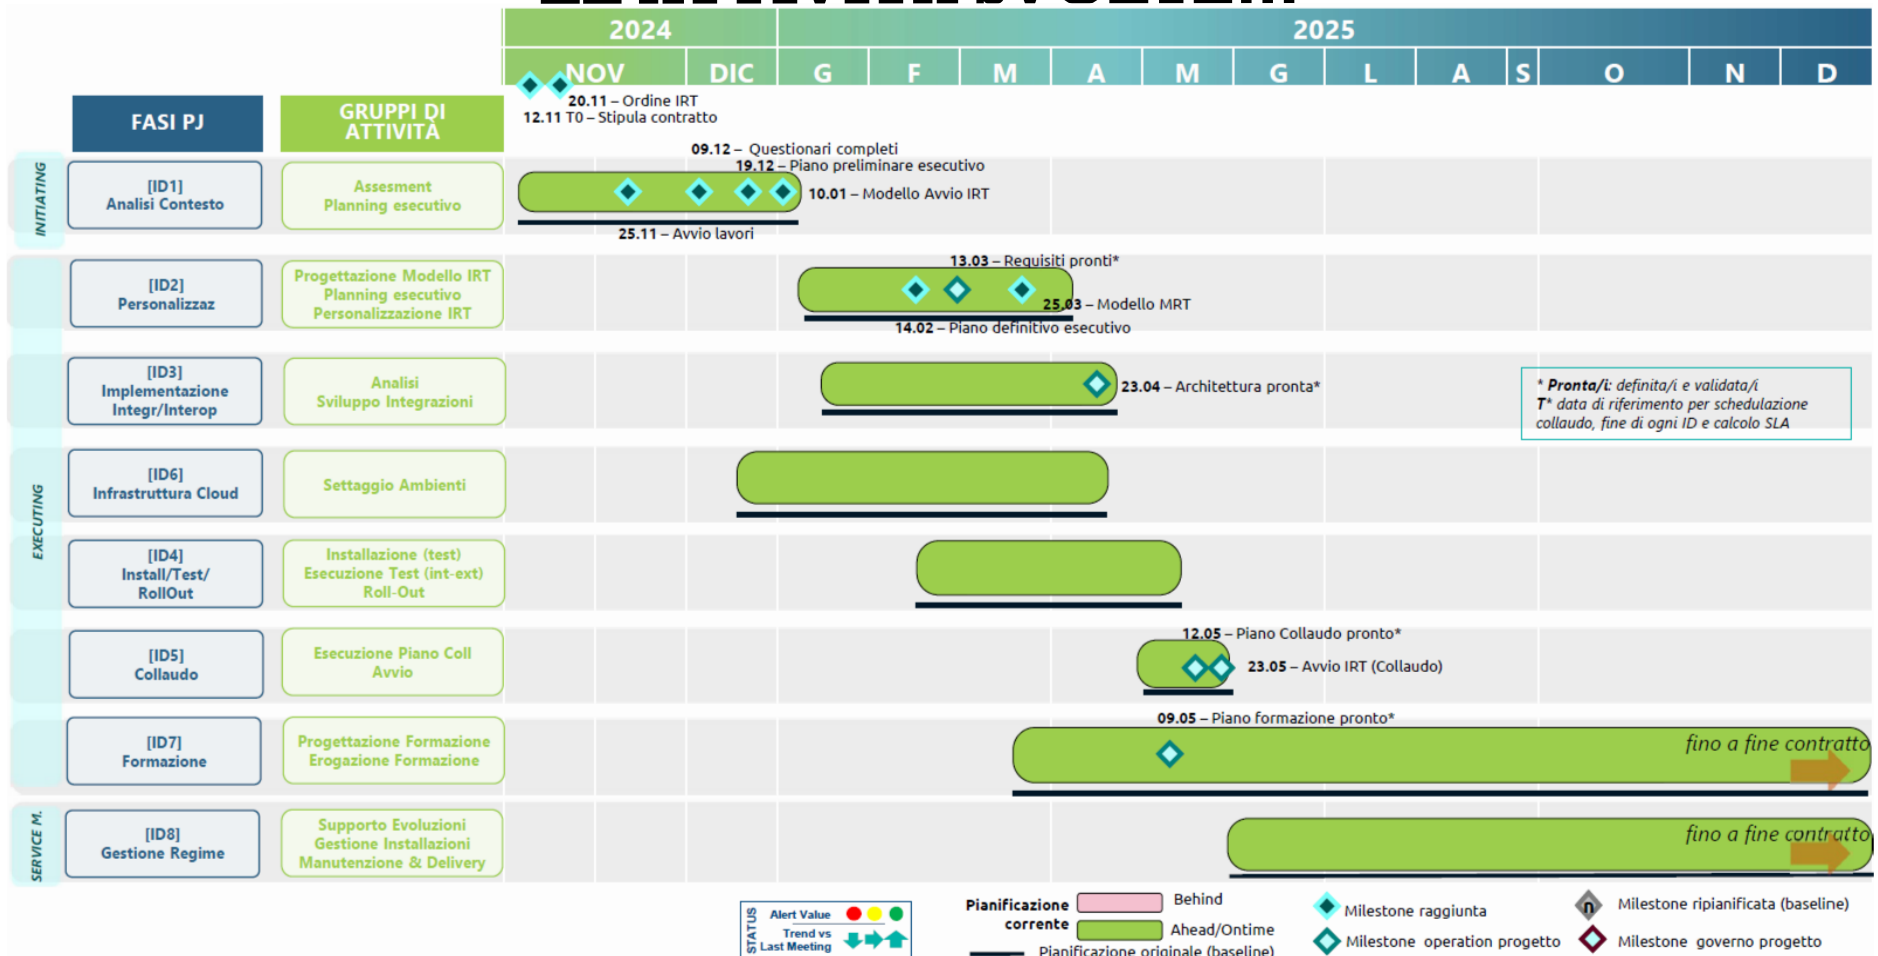 2024
2025
NOV
DIC
G
F
M
A
M
G
L
A
S
O
N
D
20.11 – Ordine IRT
12.11 T0 – Stipula contratto
FASI PJ
GRUPPI DI
ATTIVITÀ
INITIATING
[ID1]
Analisi Contesto
Assesment
Planning esecutivo
09.12 – Questionari completi
19.12 – Piano preliminare esecutivo
10.01 – Modello Avvio IRT
25.11 – Avvio lavori
EXECUTING
[ID2]
Personalizzaz
Progettazione Modello IRT
Planning esecutivo
Personalizzazione IRT
13.03 – Requisiti pronti*
25.03 – Modello MRT
14.02 – Piano definitivo esecutivo
[ID3]
Implementazione
Integr/Interop
Analisi
Sviluppo Integrazioni
23.04 – Architettura pronta*
* Pronta/i: definita/i e validata/i
T* data di riferimento per schedulazione
collaudo, fine di ogni ID e calcolo SLA
[ID6]
Infrastruttura Cloud
Settaggio Ambienti
[ID4]
Install/Test/
RollOut
Installazione (test)
Esecuzione Test (int-ext)
Roll-Out
[ID5]
Collaudo
Esecuzione Piano Coll
Avvio
12.05 – Piano Collaudo pronto*
23.05 – Avvio IRT (Collaudo)
[ID7]
Formazione
Progettazione Formazione
Erogazione Formazione
09.05 – Piano formazione pronto*
fino a fine contratto
SERVICE M.
[ID8]
Gestione Regime
Supporto Evoluzioni
Gestione Installazioni
Manutenzione & Delivery
fino a fine contratto
STATUS
Alert Value
Trend vs
Last Meeting
Pianificazione
corrente
Behind
Ahead/Ontime
Pianificazione originale (baseline)
Milestone raggiunta
Milestone operation progetto
n
Milestone ripianificata (baseline)
Milestone governo progetto